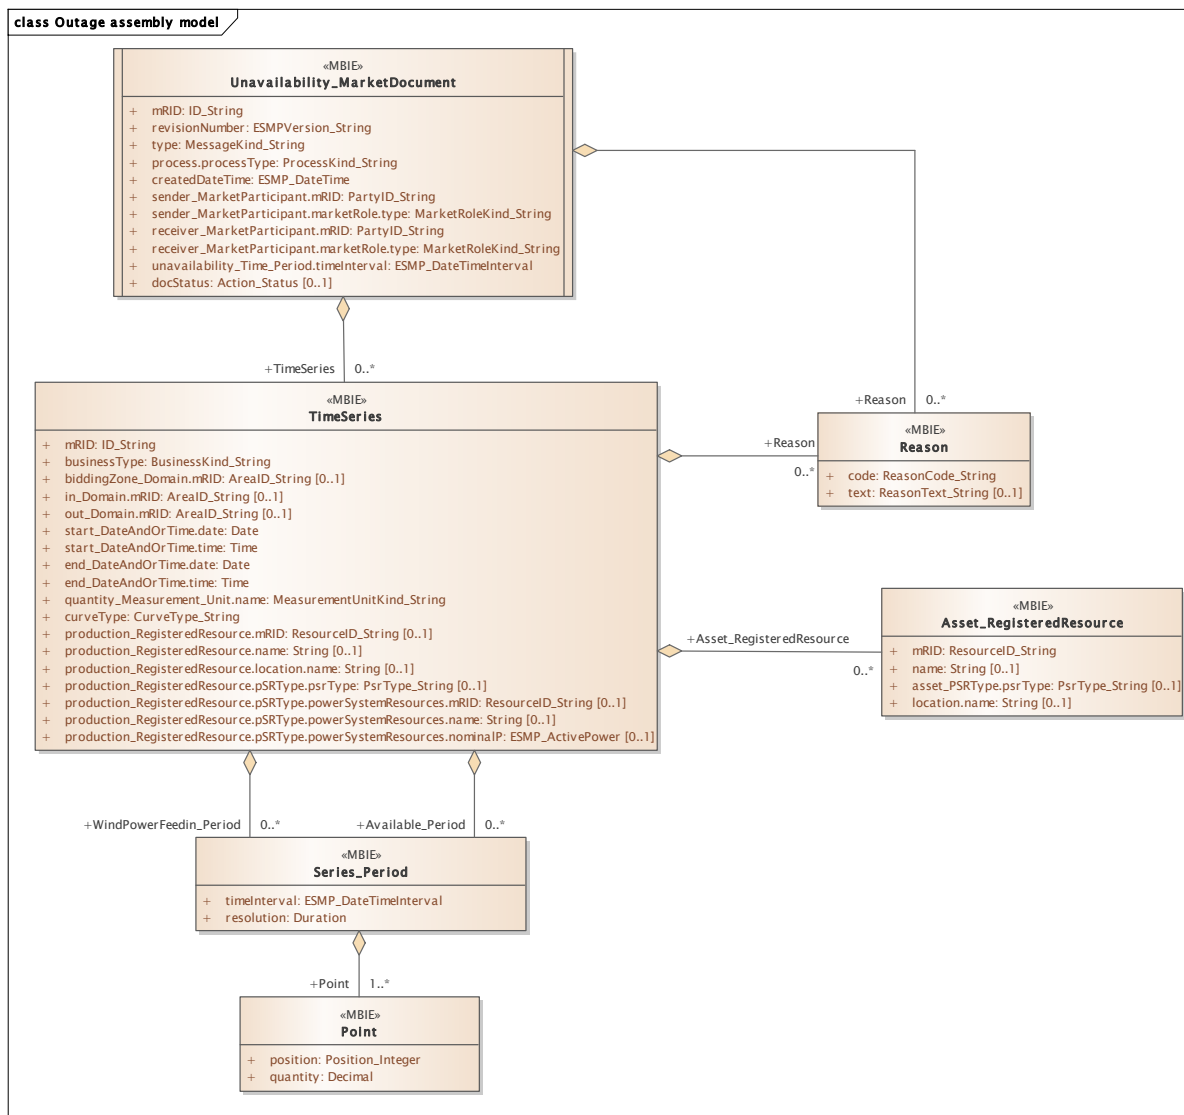 class Outage assembly model
«MBIE»
Unavailability_MarketDocument
+ mRID: ID_String
+ revisionNumber: ESMPVersion_String
+ type: MessageKind_String
+ process.processType: ProcessKind_String
+ createdDateTime: ESMP_DateTime
+ sender_MarketParticipant.mRID: PartyID_String
+ sender_MarketParticipant.marketRole.type: MarketRoleKind_String
+ receiver_MarketParticipant.mRID: PartyID_String
+ receiver_MarketParticipant.marketRole.type: MarketRoleKind_String
+ unavailability_Time_Period.timeInterval: ESMP_DateTimeInterval
+ docStatus: Action_Status [0..1]
+TimeSeries 0..*
+Reason 0..*
«MBIE»
TimeSeries
+ mRID: ID_String
+ businessType: BusinessKind_String
+ biddingZone_Domain.mRID: AreaID_String [0..1]
+ in_Domain.mRID: AreaID_String [0..1]
+ out_Domain.mRID: AreaID_String [0..1]
+ start_DateAndOrTime.date: Date
+ start_DateAndOrTime.time: Time
+ end_DateAndOrTime.date: Date
+ end_DateAndOrTime.time: Time
+ quantity_Measurement_Unit.name: MeasurementUnitKind_String
+ curveType: CurveType_String
+ production_RegisteredResource.mRID: ResourceID_String [0..1]
+ production_RegisteredResource.name: String [0..1]
+ production_RegisteredResource.location.name: String [0..1]
+ production_RegisteredResource.pSRType.psrType: PsrType_String [0..1]
+ production_RegisteredResource.pSRType.powerSystemResources.mRID: ResourceID_String [0..1]
+ production_RegisteredResource.pSRType.powerSystemResources.name: String [0..1]
+ production_RegisteredResource.pSRType.powerSystemResources.nominalP: ESMP_ActivePower [0..1]
+Reason
0..*
«MBIE»
Reason
+ code: ReasonCode_String
+ text: ReasonText_String [0..1]
+Asset_RegisteredResource
0..*
«MBIE»
Asset_RegisteredResource
+ mRID: ResourceID_String
+ name: String [0..1]
+ asset_PSRType.psrType: PsrType_String [0..1]
+ location.name: String [0..1]
+WindPowerFeedin_Period 0..*
+Available_Period 0..*
«MBIE»
Series_Period
+ timeInterval: ESMP_DateTimeInterval
+ resolution: Duration
+Point 1..*
«MBIE»
Point
+ position: Position_Integer
+ quantity: Decimal